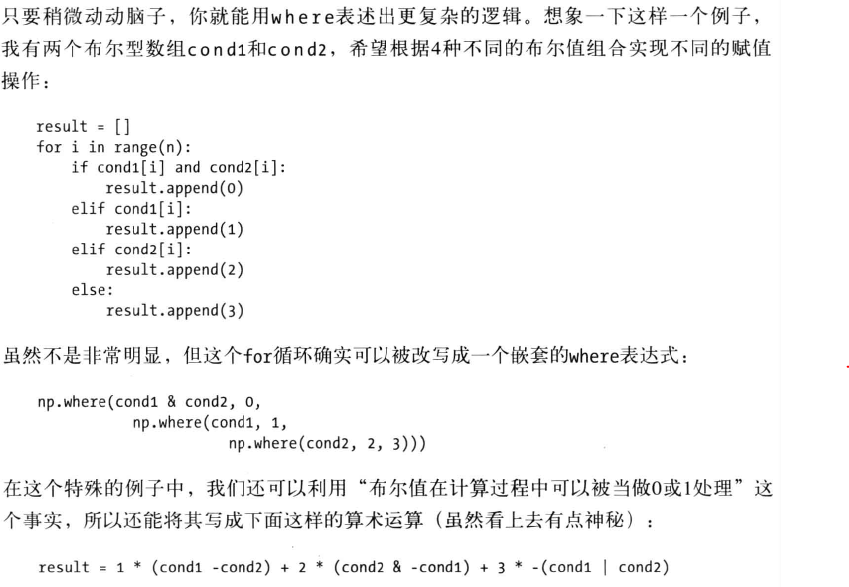 只要稍微动动脑子，你就能用where表述出更复杂的逻辑。想象一下这样一个例子，
我有两个布尔型数组cond1和cond2，希望根据4种不同的布尔值组合实现不同的赋值
操作：
result = []
for i in range(n):
    if cond1[i] and cond2[i]:
        result.append(0)
    elif cond1[i]:
        result.append(1)
    elif cond2[i]:
        result.append(2)
    else:
        result.append(3)
虽然不是非常明显，但这个for循环确实可以被改写成一个嵌套的where表达式：
np.where(cond1 & cond2, 0,
         np.where(cond1, 1,
                  np.where(cond2, 2, 3)))
在这个特殊的例子中，我们还可以利用“布尔值在计算过程中可以被当做0或1处理”这
个事实，所以还能将其写成下面这样的算术运算（虽然看上去有点神秘）：
result = 1 * (cond1 -cond2) + 2 * (cond2 & -cond1) + 3 * -(cond1 | cond2)